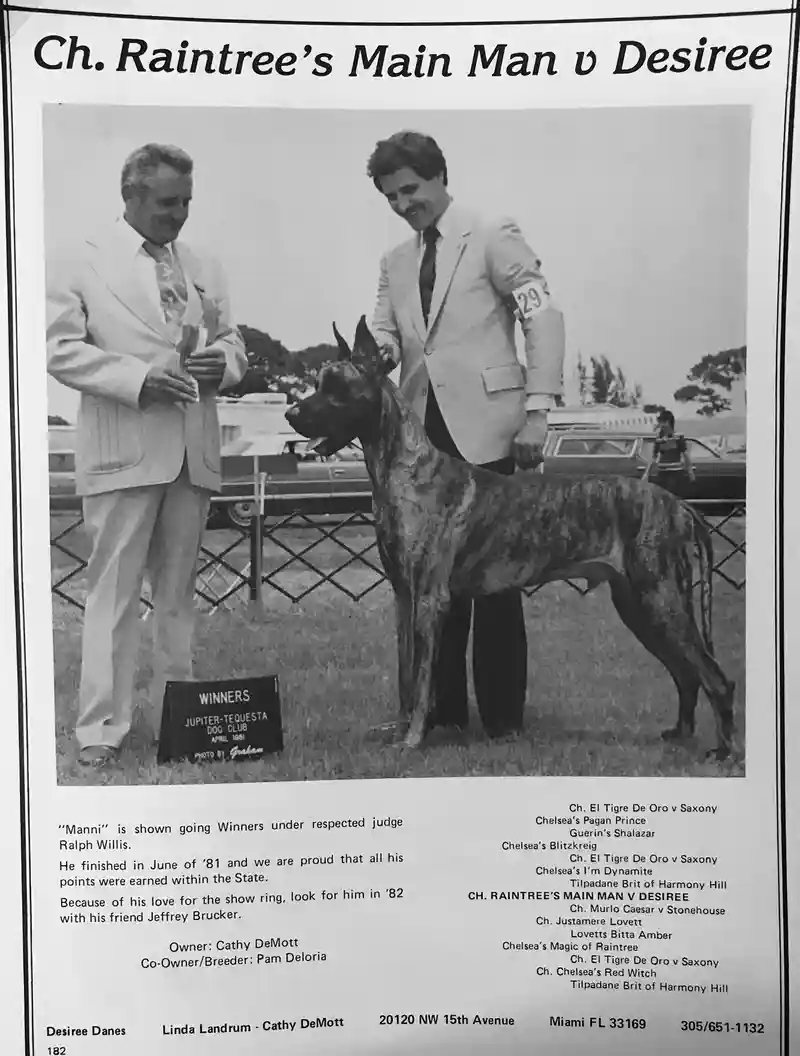 Ch. Raintree's Main Man v Desiree
29
WINNERS
JUPITER-TEQUESTA
DOG CLUB
APRIL 1981
PHOTO BY Graham
"Manni" is shown going Winners under respected judge
Ralph Willis.
He finished in June of '81 and we are proud that all his
points were earned within the State.
Because of his love for the show ring, look for him in '82
with his friend Jeffrey Brucker.
Owner: Cathy DeMott
Co-Owner/Breeder: Pam Deloria
Ch. El Tigre De Oro v Saxony
Chelsea's Pagan Prince
Guerin's Shalazar
Chelsea's Blitzkreig
Ch. El Tigre De Oro v Saxony
Chelsea's I'm Dynamite
Tilpadane Brit of Harmony Hill
CH. RAINTREE'S MAIN MAN V DESIREE
Ch. Murlo Caesar v Stonehouse
Ch. Justamere Lovett
Lovetts Bitta Amber
Chelsea's Magic of Raintree
Ch. El Tigre De Oro v Saxony
Ch. Chelsea's Red Witch
Tilpadane Brit of Harmony Hill
Desiree Danes Linda Landrum - Cathy DeMott 20120 NW 15th Avenue Miami FL 33169 305/651-1132
182